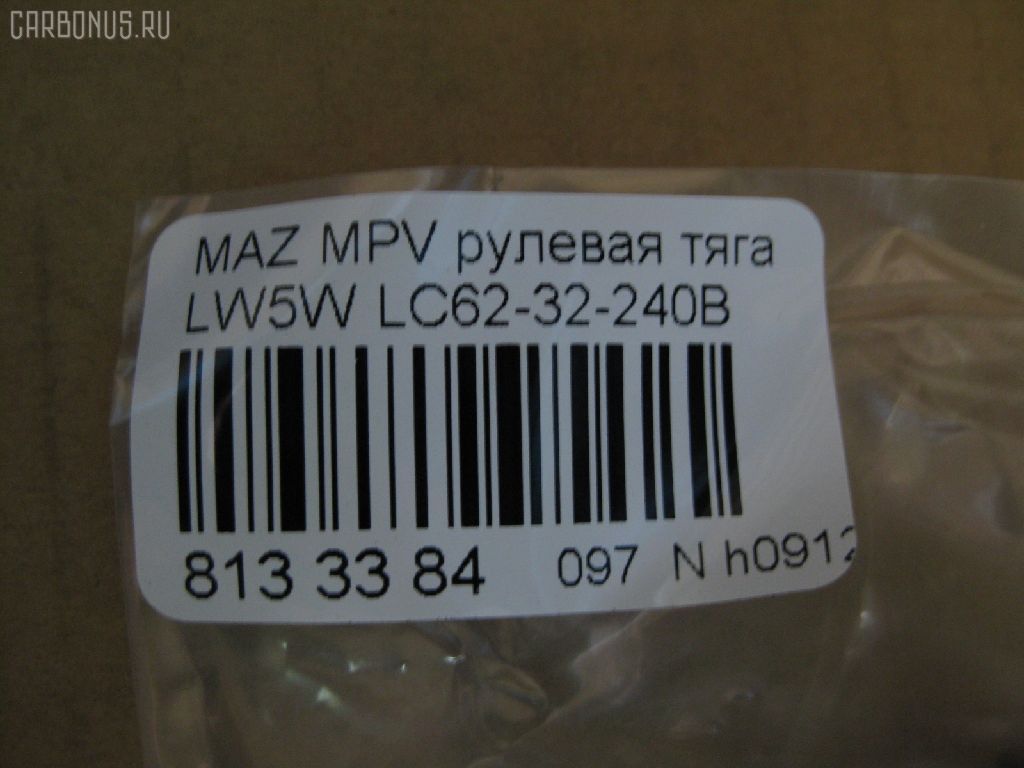 CARBONUS.RU
MAZ MPV рулевая тяга
LW5W LC62-32-240B
813 33 84 097 N h0912